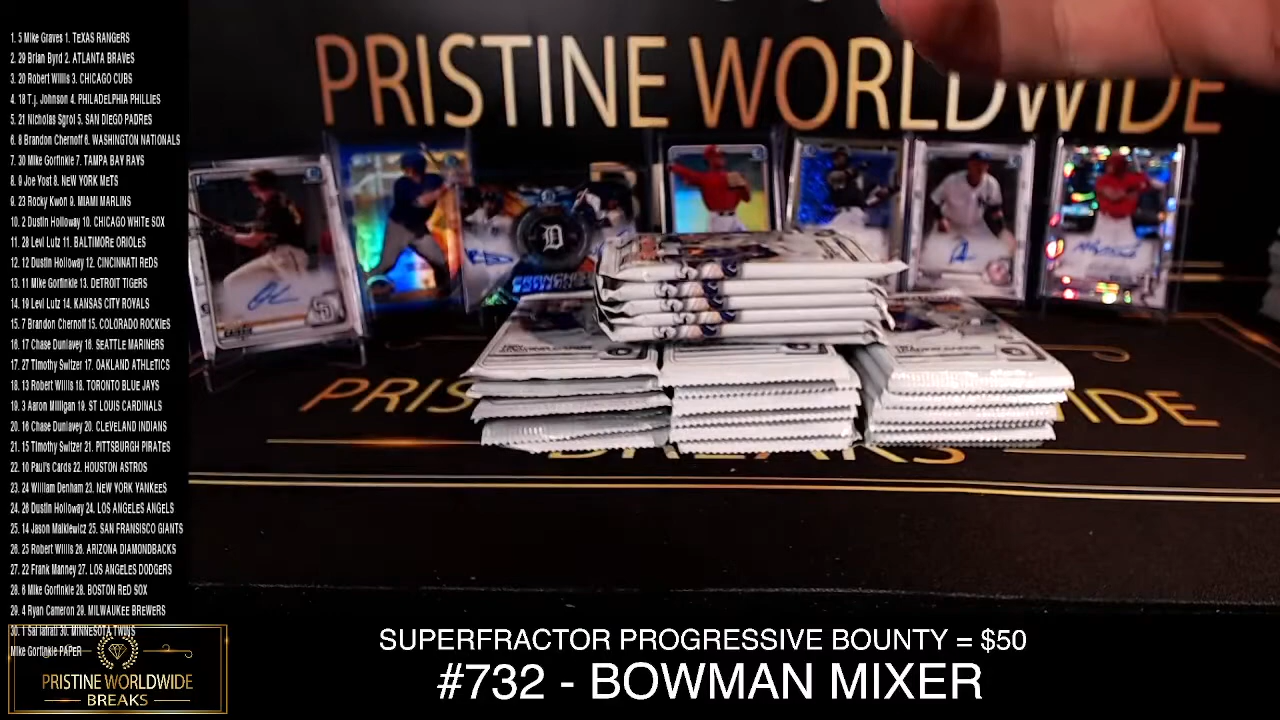 1. 5 Mike Graves 1. TEXAS RANGERS
2. 29 Brian Byrd 2. ATLANTA BRAVES
3. 20 Robert Willis 3. CHICAGO CUBS
4. 18 T.j. Johnson 4. PHILADELPHIA PHILLIES
5. 21 Nicholas Sgroi 5. SAN DIEGO PADRES
6. 8 Brandon Chernoff 6. WASHINGTON NATIONALS
7. 30 Mike Gorfinkle 7. TAMPA BAY RAYS
8. 9 Joe Yost 8. NEW YORK METS
9. 23 Rocky Kwon 9. MIAMI MARLINS
10. 2 Dustin Holloway 10. CHICAGO WHITE SOX
11. 28 Levi Lutz 11. BALTIMORE ORIOLES
12. 12 Dustin Holloway 12. CINCINNATI REDS
13. 11 Mike Gorfinkle 13. DETROIT TIGERS
14. 19 Levi Lutz 14. KANSAS CITY ROYALS
15. 7 Brandon Chernoff 15. COLORADO ROCKIES
16. 17 Chase Dunlavey 16. SEATTLE MARINERS
17. 27 Timothy Switzer 17. OAKLAND ATHLETICS
18. 13 Robert Willis 18. TORONTO BLUE JAYS
19. 3 Aaron Milligan 19. ST LOUIS CARDINALS
20. 16 Chase Dunlavey 20. CLEVELAND INDIANS
21. 15 Timothy Switzer 21. PITTSBURGH PIRATES
22. 10 Paul's Cards 22. HOUSTON ASTROS
23. 24 William Denham 23. NEW YORK YANKEES
24. 26 Dustin Holloway 24. LOS ANGELES ANGELS
25. 14 Jason Malkiewicz 25. SAN FRANSISCO GIANTS
26. 25 Robert Willis 26. ARIZONA DIAMONDBACKS
27. 22 Frank Manney 27. LOS ANGELES DODGERS
28. 6 Mike Gorfinkle 28. BOSTON RED SOX
29. 4 Ryan Cameron 29. MILWAUKEE BREWERS
30. 1 Sal 30. MINNESOTA TWINS
Mike Gorfinkle PAPER
PRISTINE WORLDWIDE
BREAKS
PRISTINE WORLDWIDE
PRIS IDE
BREAKS
SUPERFRACTOR PROGRESSIVE BOUNTY = $50
#732 - BOWMAN MIXER